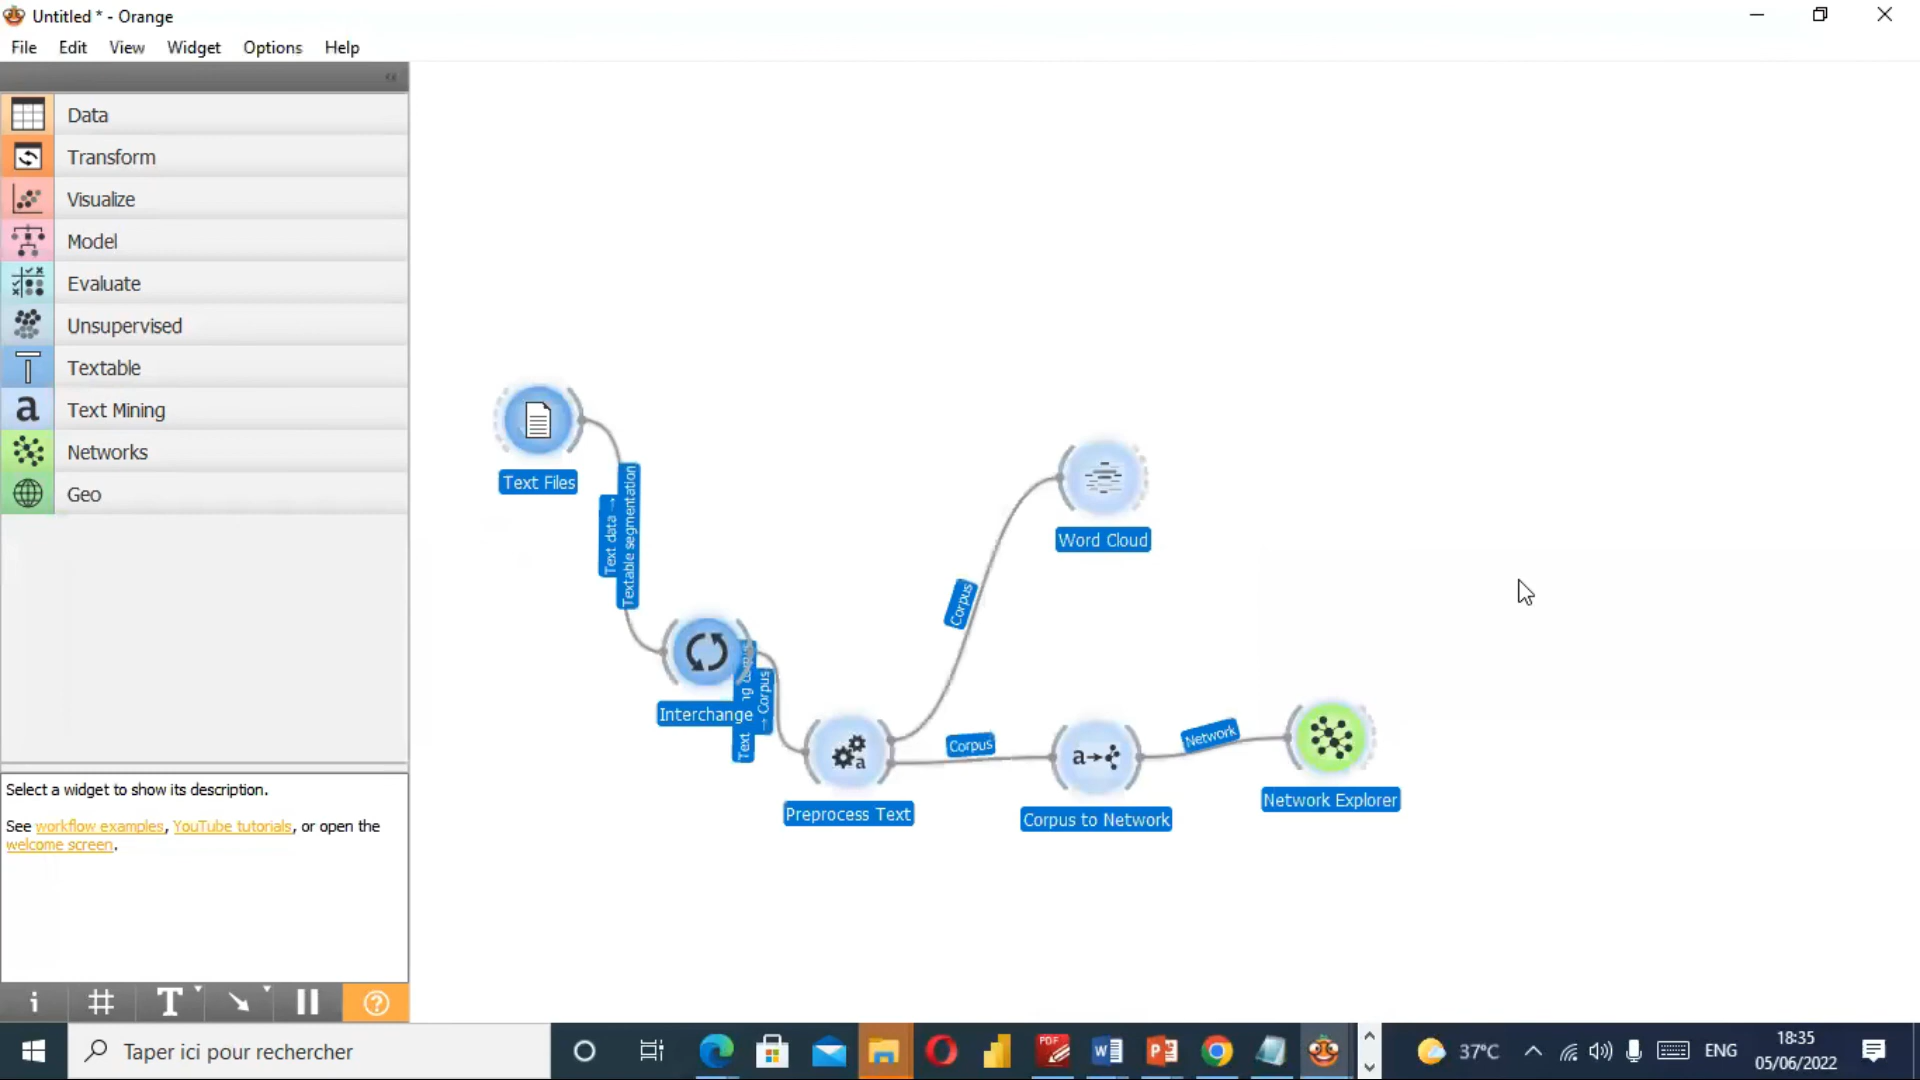 Untitled * - Orange
File Edit View Widget Options Help
Data
Transform
Visualize
Model
Evaluate
Unsupervised
Textable
a Text Mining
Networks
Geo
Text Files
Text data →
Textable segmentation
Interchange
→ Corpus
Preprocess Text
Corpus
Word Cloud
Corpus
a
Corpus to Network
Network
Network Explorer
Select a widget to show its description.
See workflow examples, YouTube tutorials, or open the
welcome screen.
i # T ?
Taper ici pour rechercher
PDF
37°C
ENG
18:35
05/06/2022